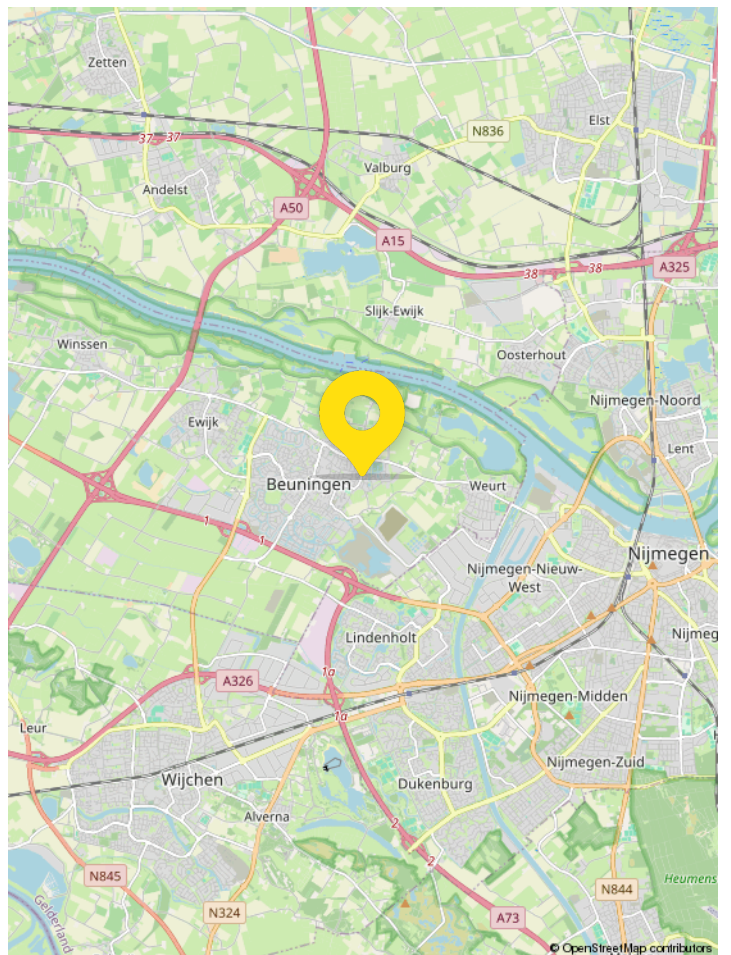 Zetten
Elst
N836
37
37
Valburg
Andelst
A50
A15
A325
38
38
Slijk-Ewijk
Winssen
Oosterhout
Nijmegen-Noord
Ewijk
Lent
Beuningen
Weurt
1
1
Nijmegen
Nijmegen-Nieuw-
West
Lindenholt
Nijmeg
1a
A326
Nijmegen-Midden
1a
Leur
Nijmegen-Zuid
Wijchen
Dukenburg
Alverna
2
2
N845
Heumens
N844
Gelderland
N324
A73
© OpenStreetMap contributors